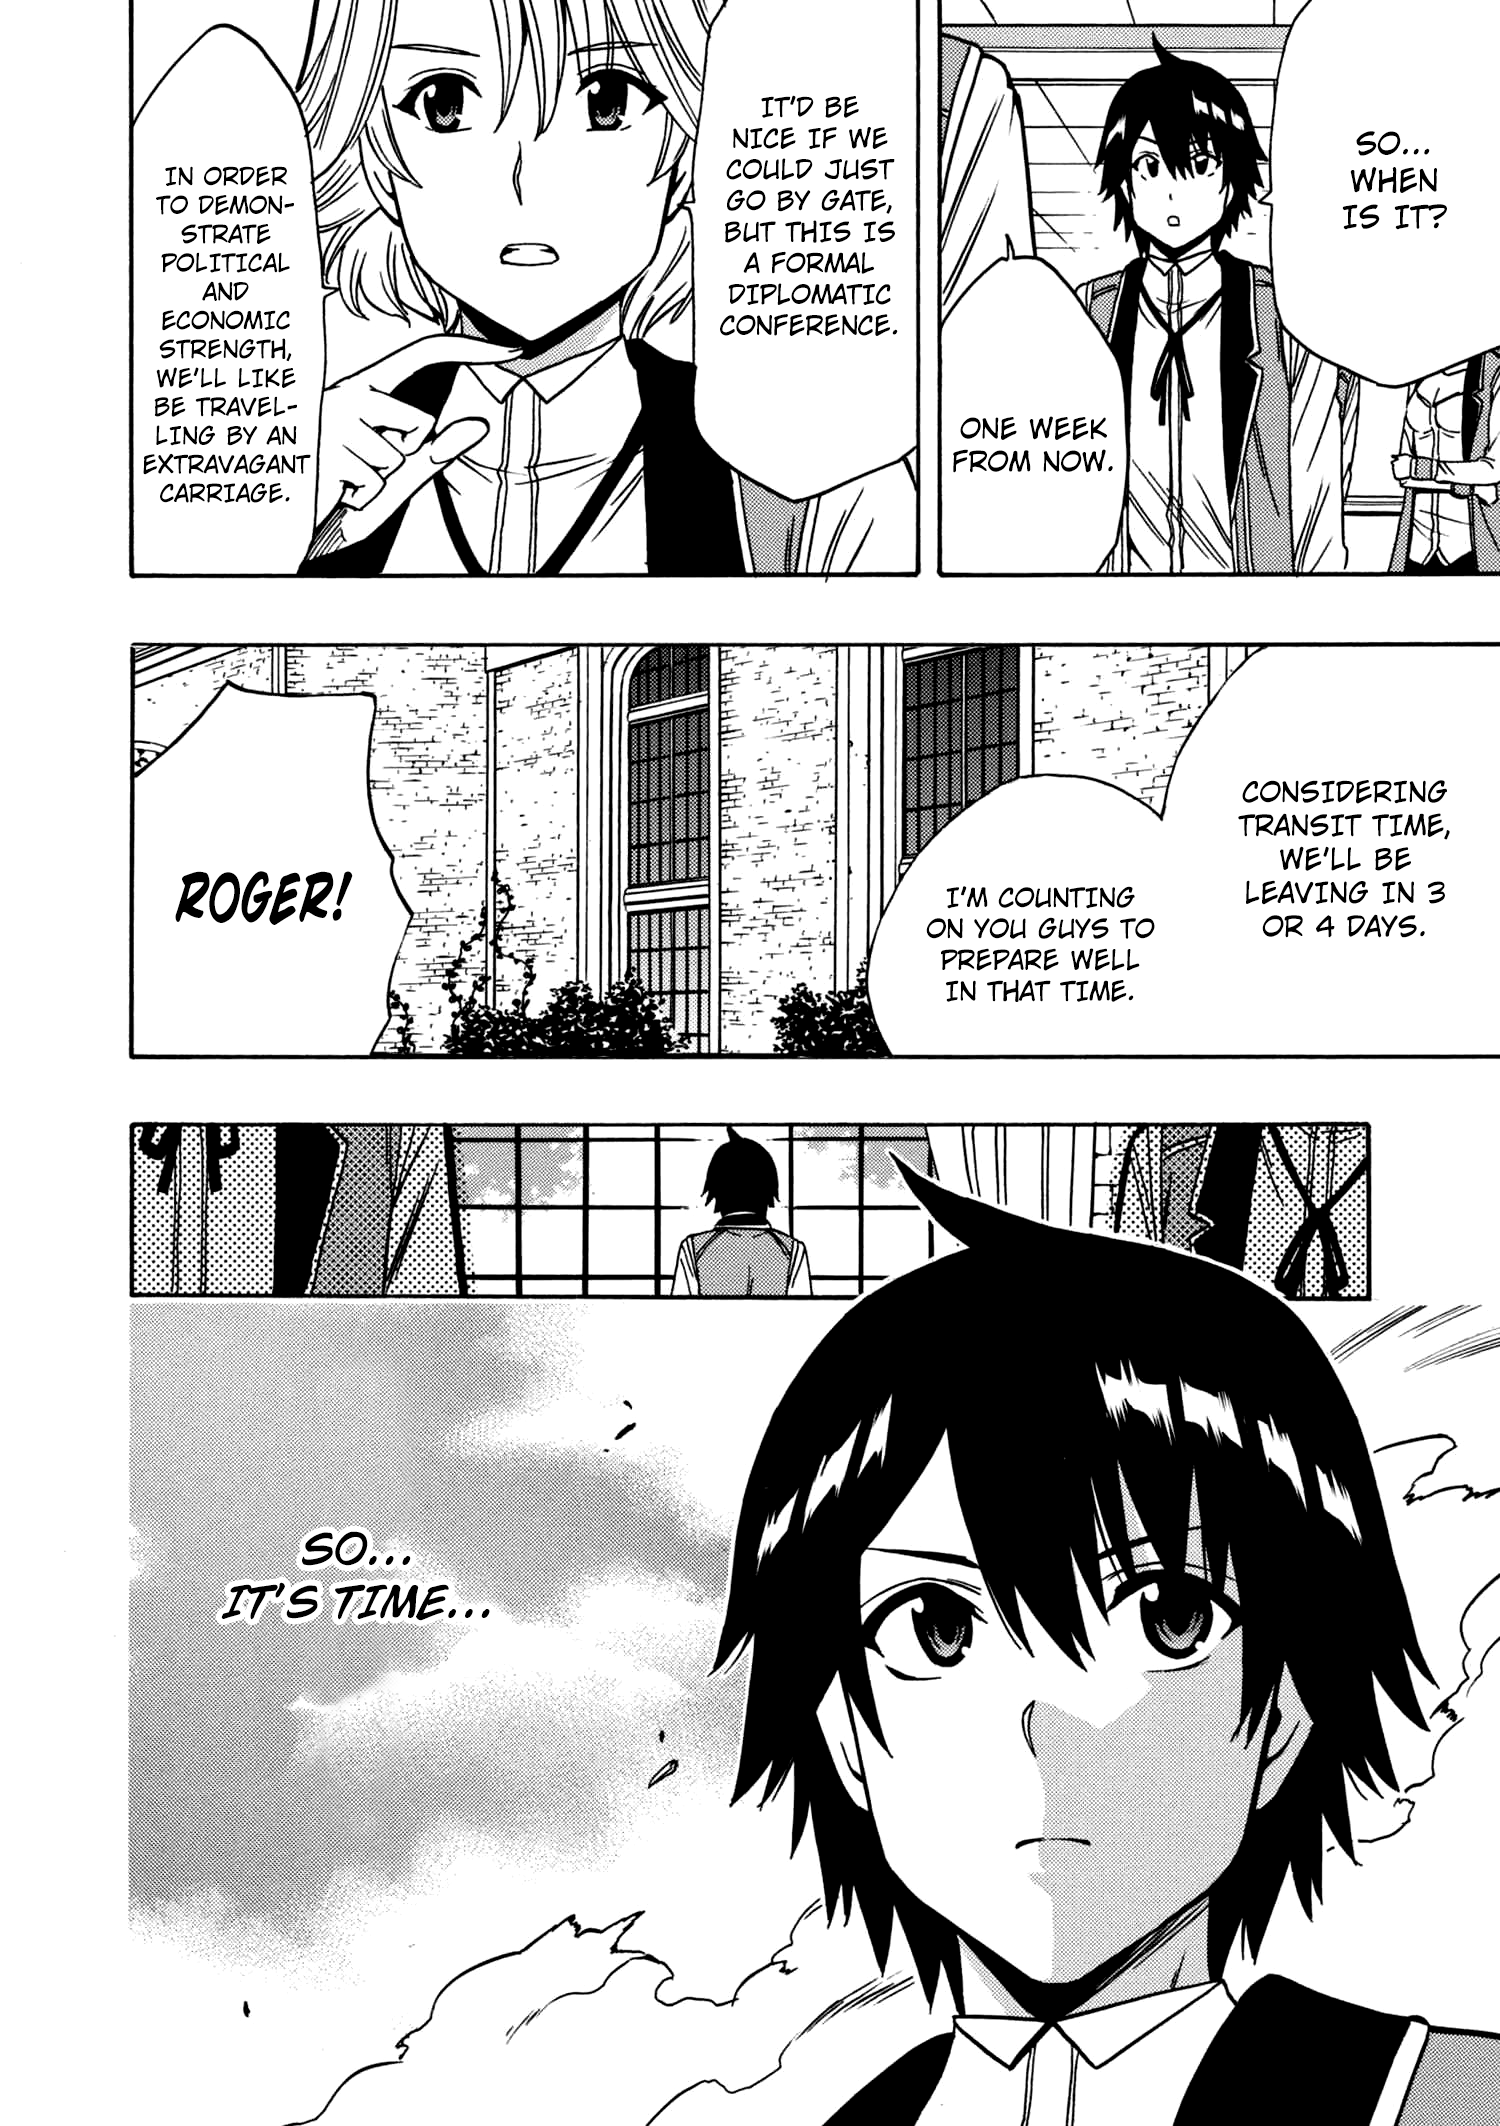 SO...
WHEN
IS IT?
ONE WEEK
FROM NOW.
IT'D BE
NICE IF WE
COULD JUST
GO BY GATE,
BUT THIS IS
A FORMAL
DIPLOMATIC
CONFERENCE.
IN ORDER
TO DEMON-
STRATE
POLITICAL
AND
ECONOMIC
STRENGTH,
WE'LL LIKE
BE TRAVEL-
LING BY AN
EXTRAVAGANT
CARRIAGE.
CONSIDERING
TRANSIT TIME,
WE'LL BE
LEAVING IN 3
OR 4 DAYS.
I'M COUNTING
ON YOU GUYS TO
PREPARE WELL
IN THAT TIME.
ROGER!
SO...
IT'S TIME...